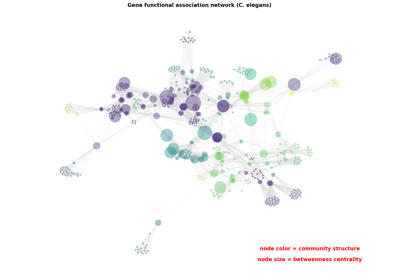 Gene functional association network (C. elegans)
node color = community structure
node size = betweenness centrality